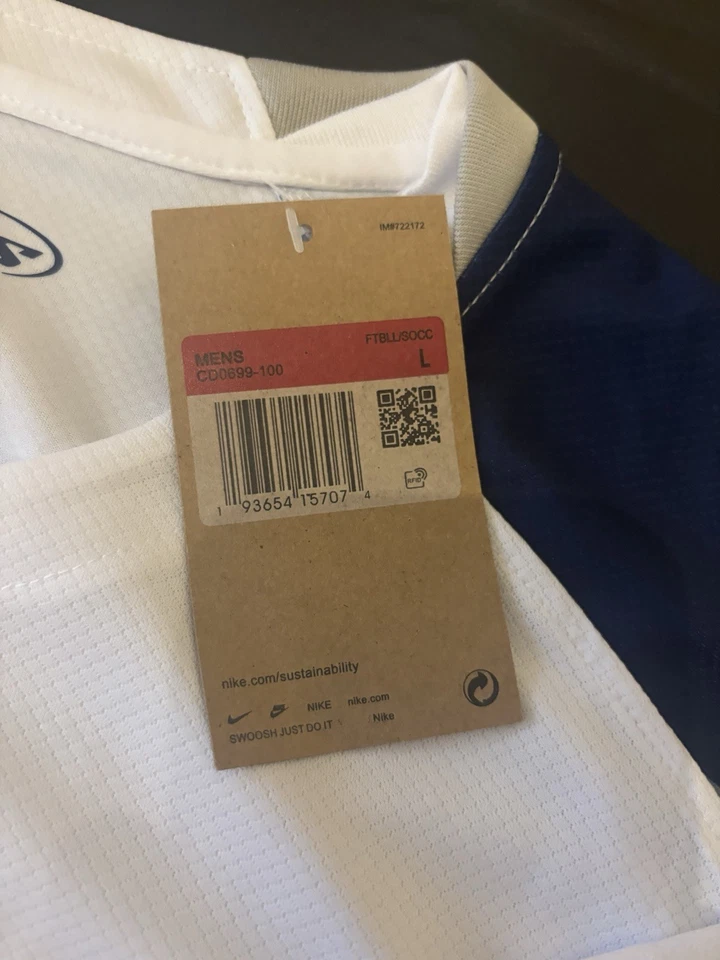 IM#722172
FTBLL/SOCC
MENS L
CD0699-100
1 93654 15707 4
RFID
nike.com/sustainability
NIKE nike.com
SWOOSH JUST DO IT Nike